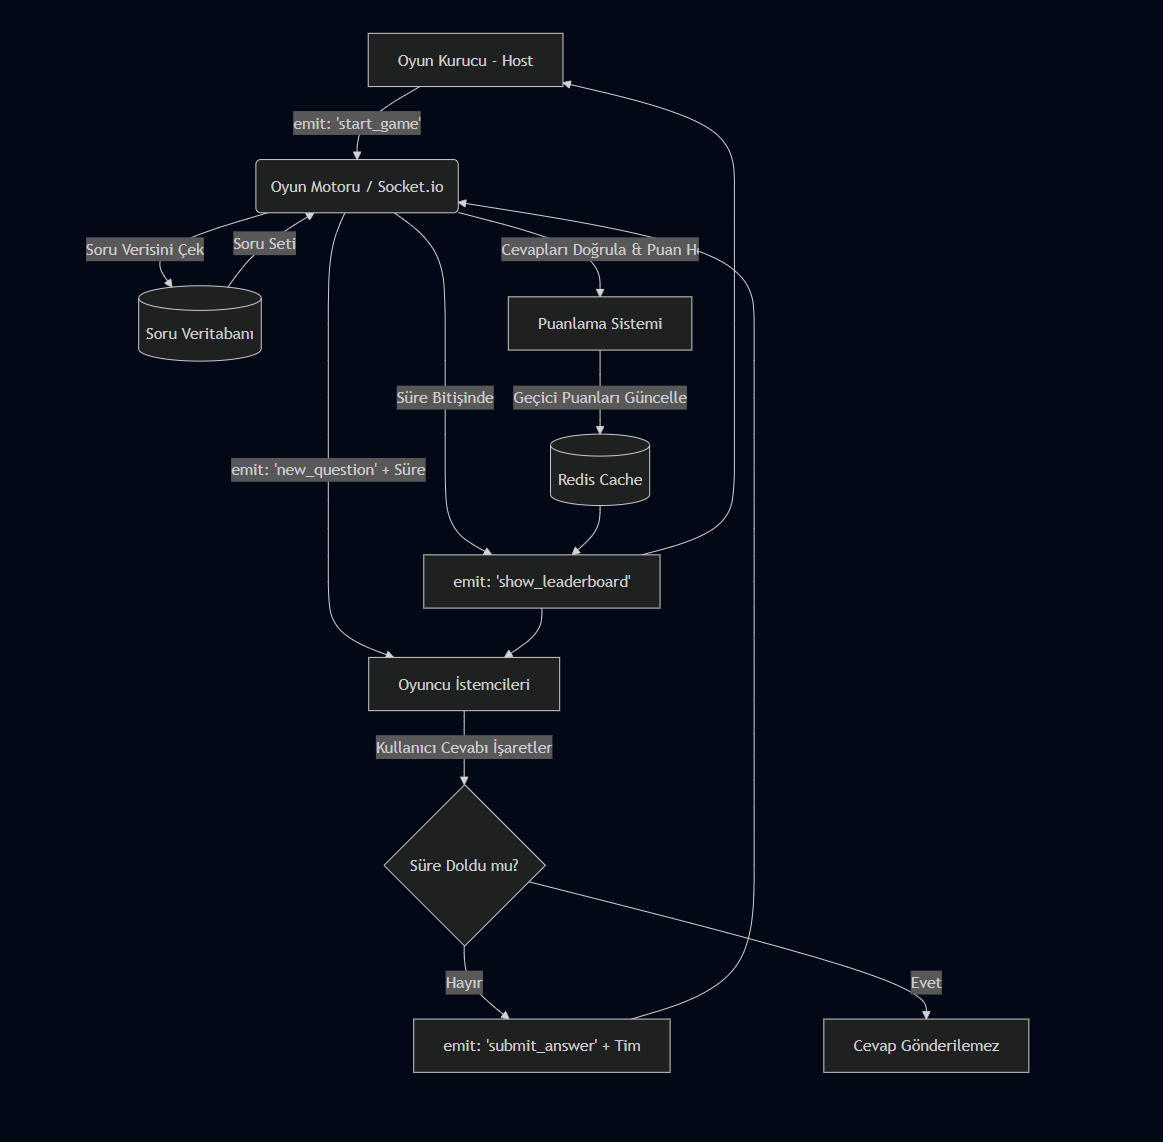 Oyun Kurucu - Host
emit: 'start_game'
Oyun Motoru / Socket.io
Soru Verisini Çek
Soru Seti
Cevapları Doğrula & Puan H
Soru Veritabanı
Puanlama Sistemi
Süre Bitişinde
Geçici Puanları Güncelle
emit: 'new_question' + Süre
Redis Cache
emit: 'show_leaderboard'
Oyuncu İstemcileri
Kullanıcı Cevabı İşaretler
Süre Doldu mu?
Hayır
Evet
emit: 'submit_answer' + Tim
Cevap Gönderilemez